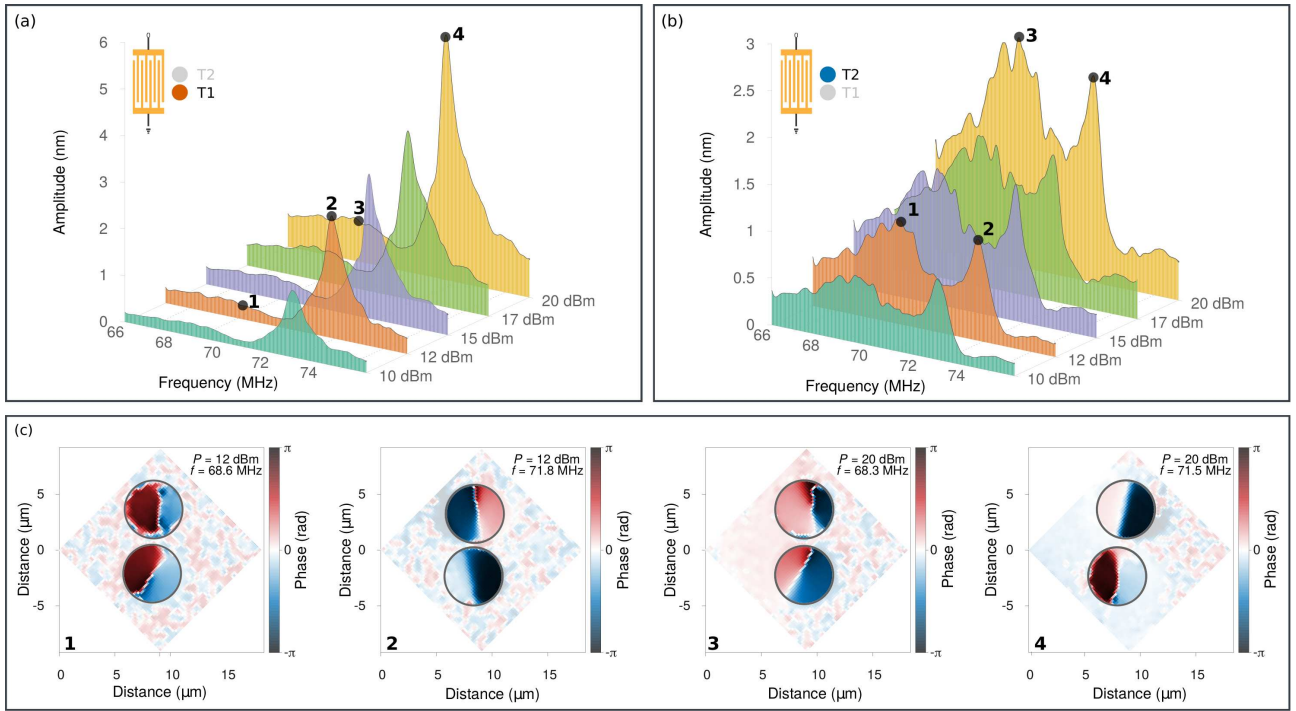 (a)
6
5
4
3
2
1
0
Amplitude (nm)
T2
T1
1
2
3
4
66
68
70
72
74
Frequency (MHz)
10 dBm
12 dBm
15 dBm
17 dBm
20 dBm
(b)
3
2.5
2
1.5
1
0.5
0
Amplitude (nm)
T2
T1
1
2
3
4
66
68
70
72
74
Frequency (MHz)
10 dBm
12 dBm
15 dBm
17 dBm
20 dBm
(c)
P = 12 dBm
f = 68.6 MHz
5
0
-5
Distance (μm)
1
0
5
10
15
Distance (μm)
π
0
-π
Phase (rad)
P = 12 dBm
f = 71.8 MHz
5
0
-5
Distance (μm)
2
0
5
10
15
Distance (μm)
π
0
-π
Phase (rad)
P = 20 dBm
f = 68.3 MHz
5
0
-5
Distance (μm)
3
0
5
10
15
Distance (μm)
π
0
-π
Phase (rad)
P = 20 dBm
f = 71.5 MHz
5
0
-5
Distance (μm)
4
0
5
10
15
Distance (μm)
π
0
-π
Phase (rad)